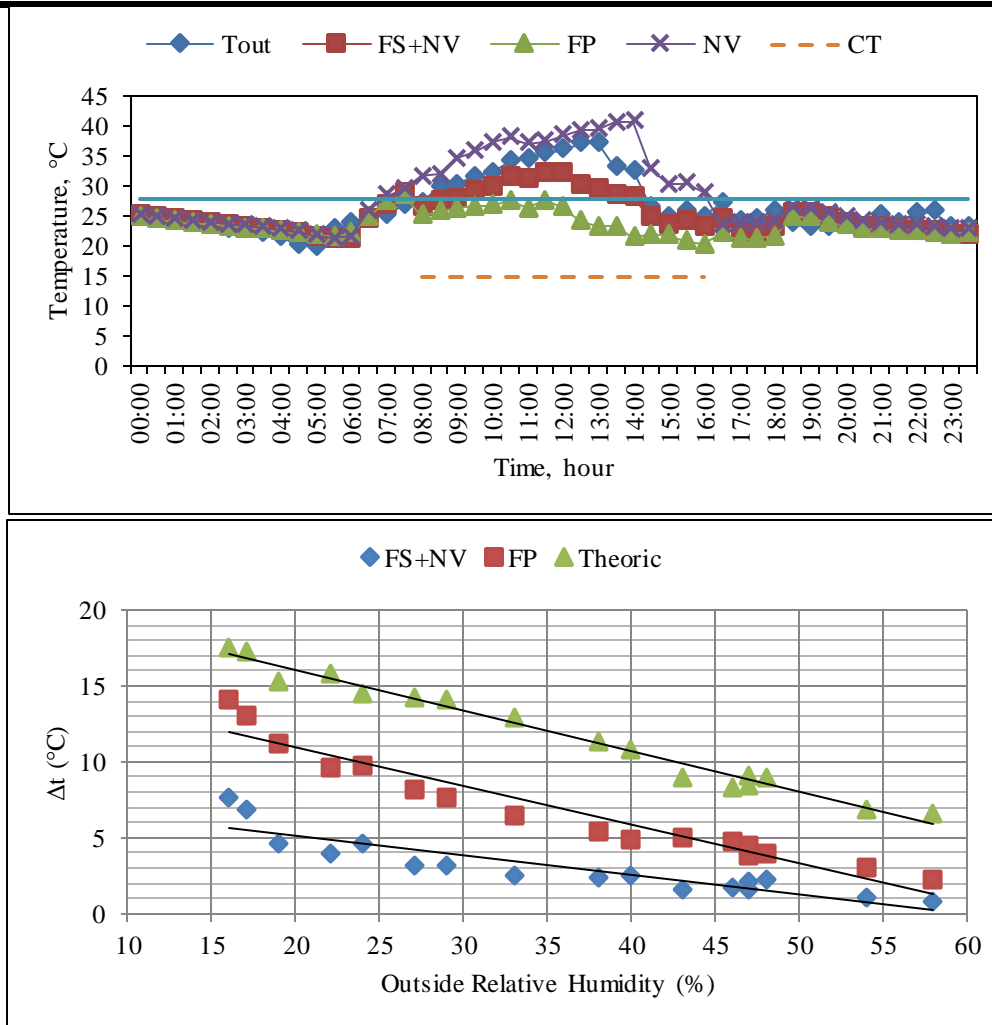 Tout FS+NV FP NV CT
45
40
35
30
25
20
15
10
5
0
Temperature, °C
00:00 01:00 02:00 03:00 04:00 05:00 06:00 07:00 08:00 09:00 10:00 11:00 12:00 13:00 14:00 15:00 16:00 17:00 18:00 19:00 20:00 21:00 22:00 23:00
Time, hour
FS+NV FP Theoric
20
15
10
5
0
Δt (°C)
10 15 20 25 30 35 40 45 50 55 60
Outside Relative Humidity (%)